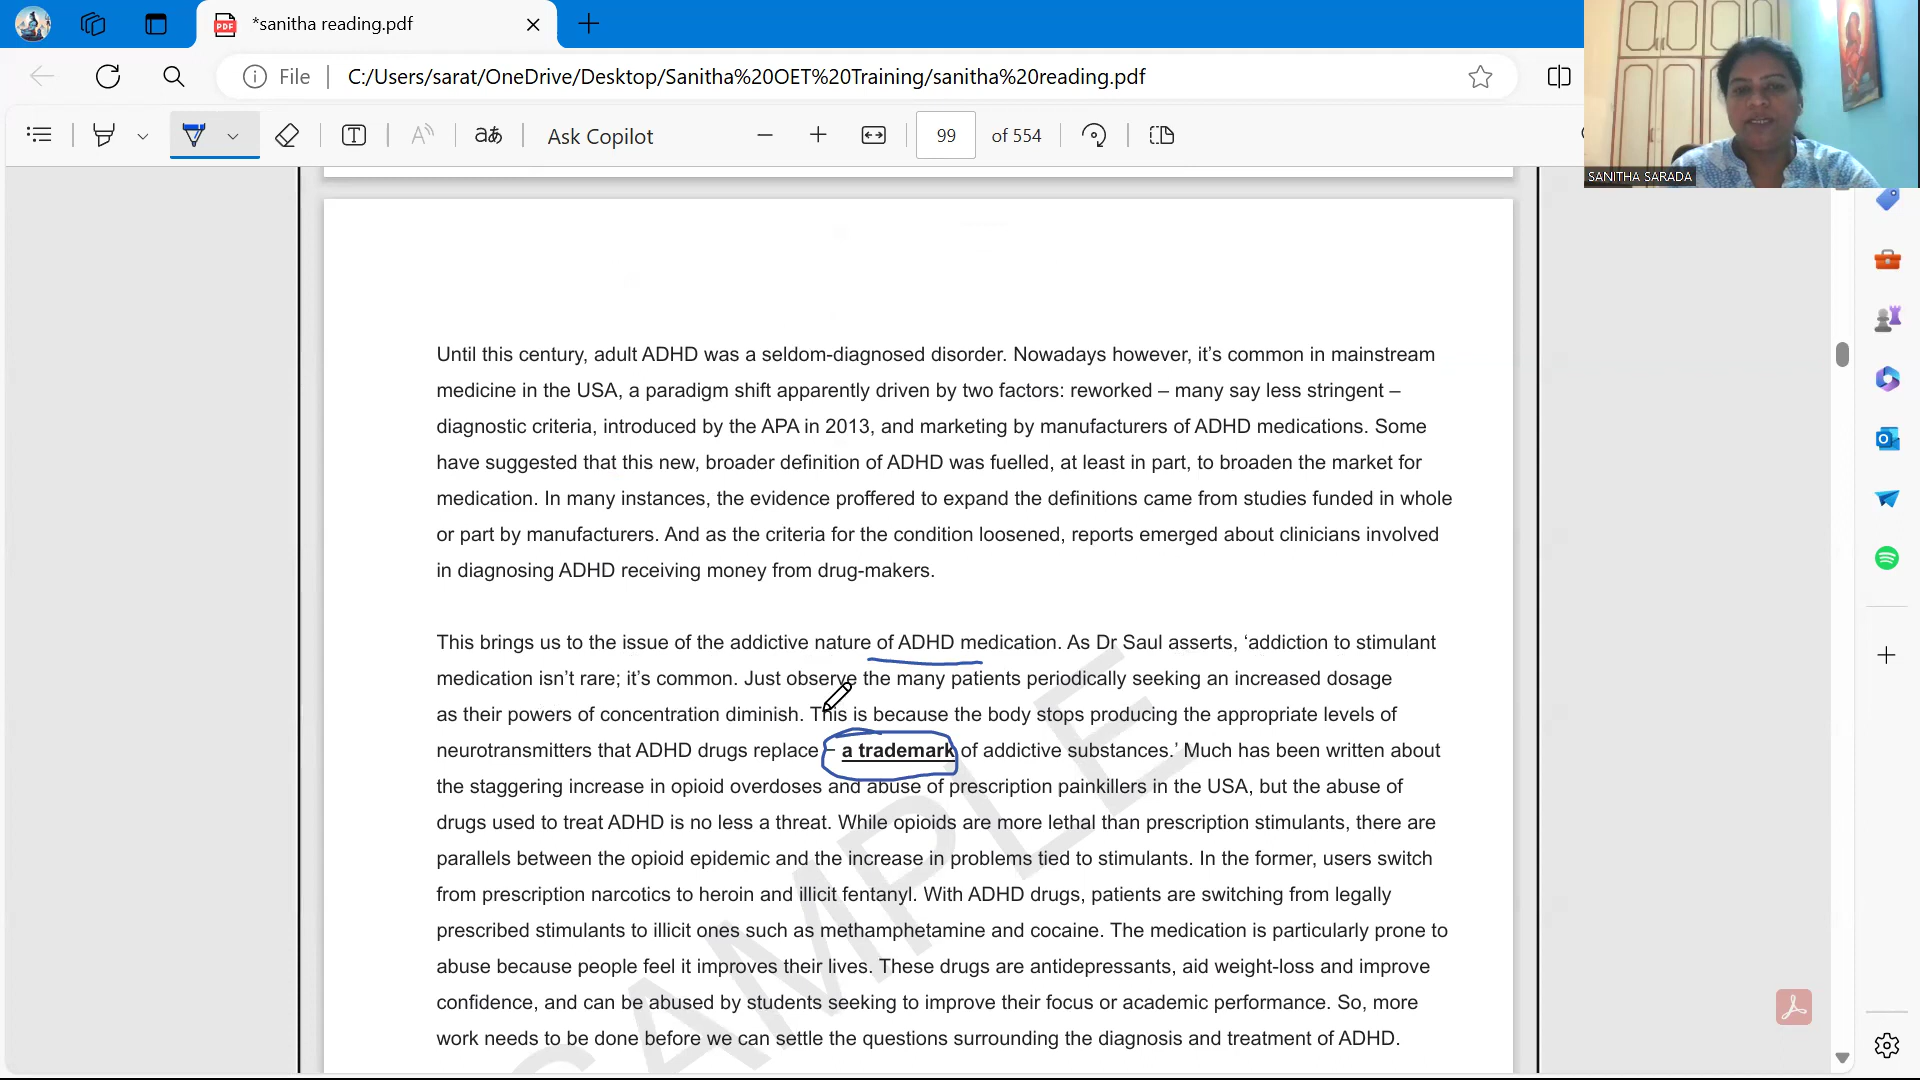 *sanitha reading.pdf
File
C:/Users/sarat/OneDrive/Desktop/Sanitha%20OET%20Training/sanitha%20reading.pdf
Ask Copilot
99 of 554
SANITHA SARADA
Until this century, adult ADHD was a seldom-diagnosed disorder. Nowadays however, it’s common in mainstream
medicine in the USA, a paradigm shift apparently driven by two factors: reworked – many say less stringent –
diagnostic criteria, introduced by the APA in 2013, and marketing by manufacturers of ADHD medications. Some
have suggested that this new, broader definition of ADHD was fuelled, at least in part, to broaden the market for
medication. In many instances, the evidence proffered to expand the definitions came from studies funded in whole
or part by manufacturers. And as the criteria for the condition loosened, reports emerged about clinicians involved
in diagnosing ADHD receiving money from drug-makers.
This brings us to the issue of the addictive nature of ADHD medication. As Dr Saul asserts, ‘addiction to stimulant
medication isn’t rare; it’s common. Just observe the many patients periodically seeking an increased dosage
as their powers of concentration diminish. This is because the body stops producing the appropriate levels of
neurotransmitters that ADHD drugs replace – a trademark of addictive substances.’ Much has been written about
the staggering increase in opioid overdoses and abuse of prescription painkillers in the USA, but the abuse of
drugs used to treat ADHD is no less a threat. While opioids are more lethal than prescription stimulants, there are
parallels between the opioid epidemic and the increase in problems tied to stimulants. In the former, users switch
from prescription narcotics to heroin and illicit fentanyl. With ADHD drugs, patients are switching from legally
prescribed stimulants to illicit ones such as methamphetamine and cocaine. The medication is particularly prone to
abuse because people feel it improves their lives. These drugs are antidepressants, aid weight-loss and improve
confidence, and can be abused by students seeking to improve their focus or academic performance. So, more
work needs to be done before we can settle the questions surrounding the diagnosis and treatment of ADHD.
SAMPLE